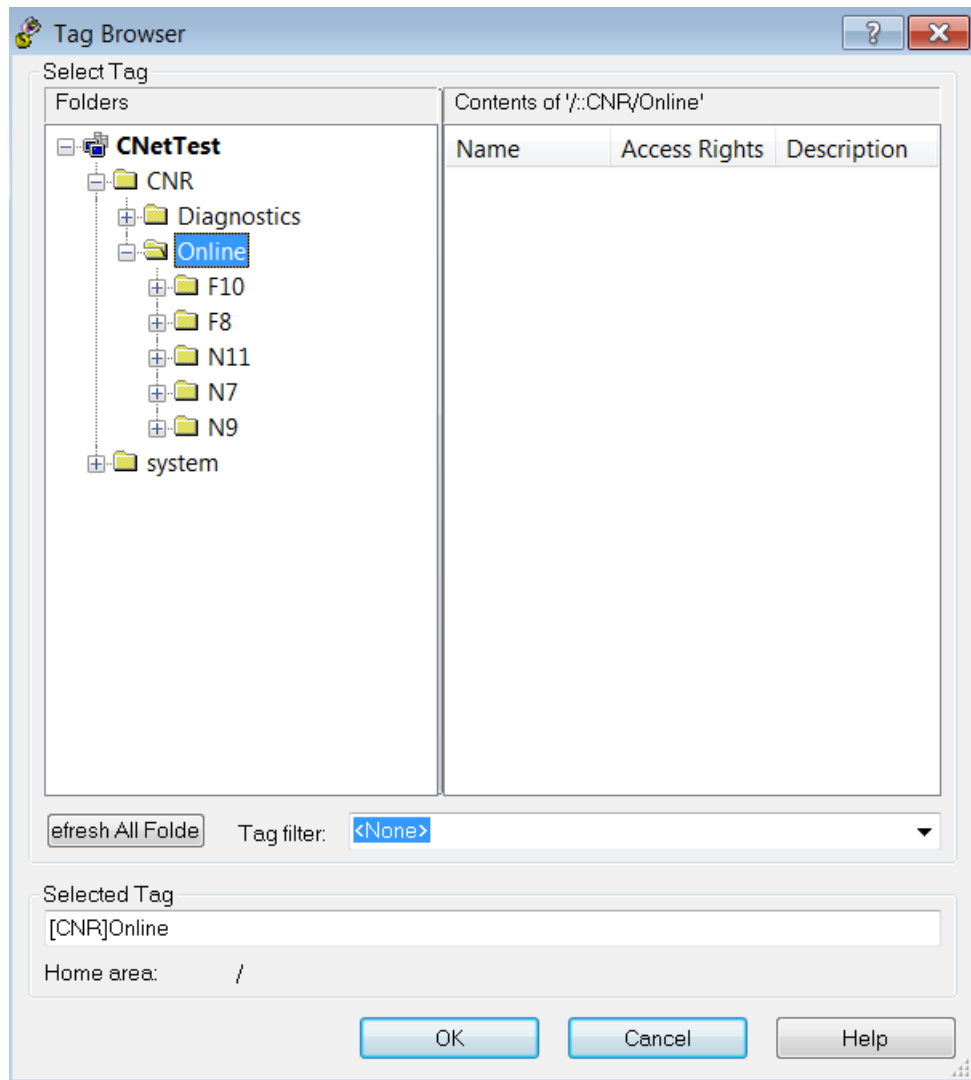 Tag Browser
Select Tag
Folders
Contents of '/::CNR/Online'
CNetTest
Name Access Rights Description
CNR
Diagnostics
Online
F10
F8
N11
N7
N9
system
efresh All Folde Tag filter: <None>
Selected Tag
[CNR]Online
Home area: /
OK Cancel Help